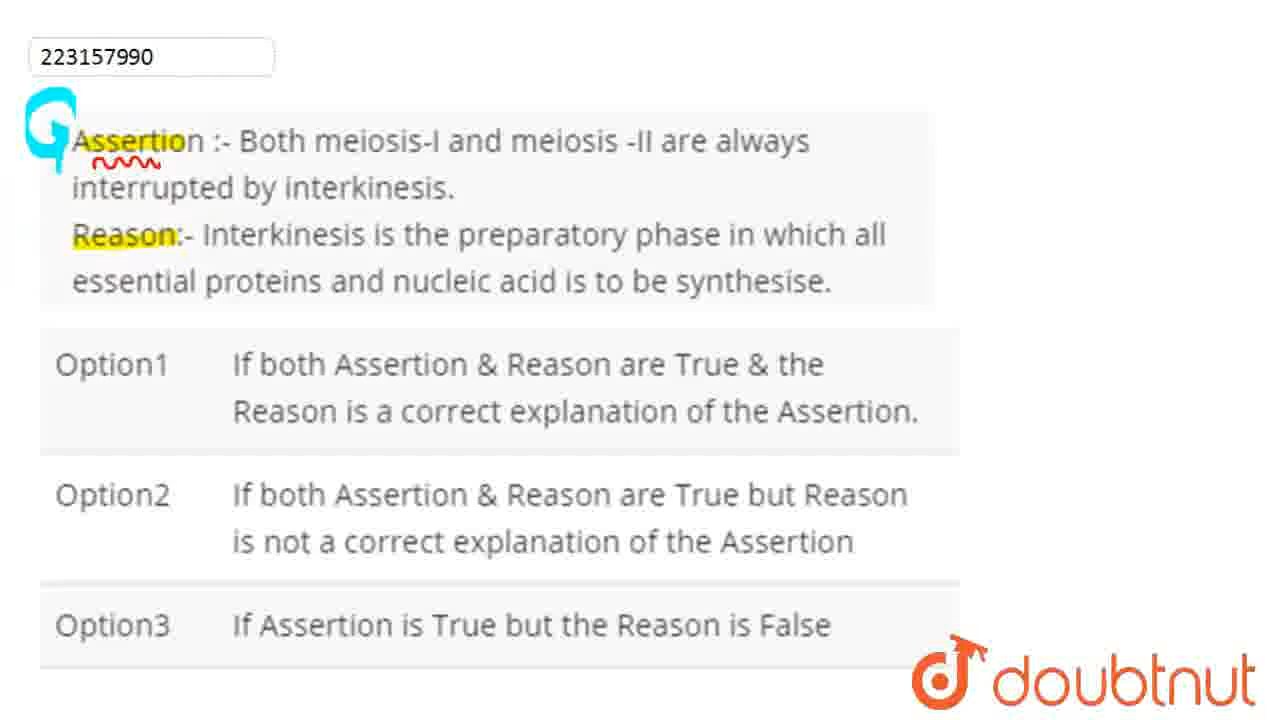 223157990
Assertion :- Both meiosis-I and meiosis -II are always
interrupted by interkinesis.
Reason:- Interkinesis is the preparatory phase in which all
essential proteins and nucleic acid is to be synthesise.
Option1 If both Assertion & Reason are True & the
Reason is a correct explanation of the Assertion.
Option2 If both Assertion & Reason are True but Reason
is not a correct explanation of the Assertion
Option3 If Assertion is True but the Reason is False
doubtnut